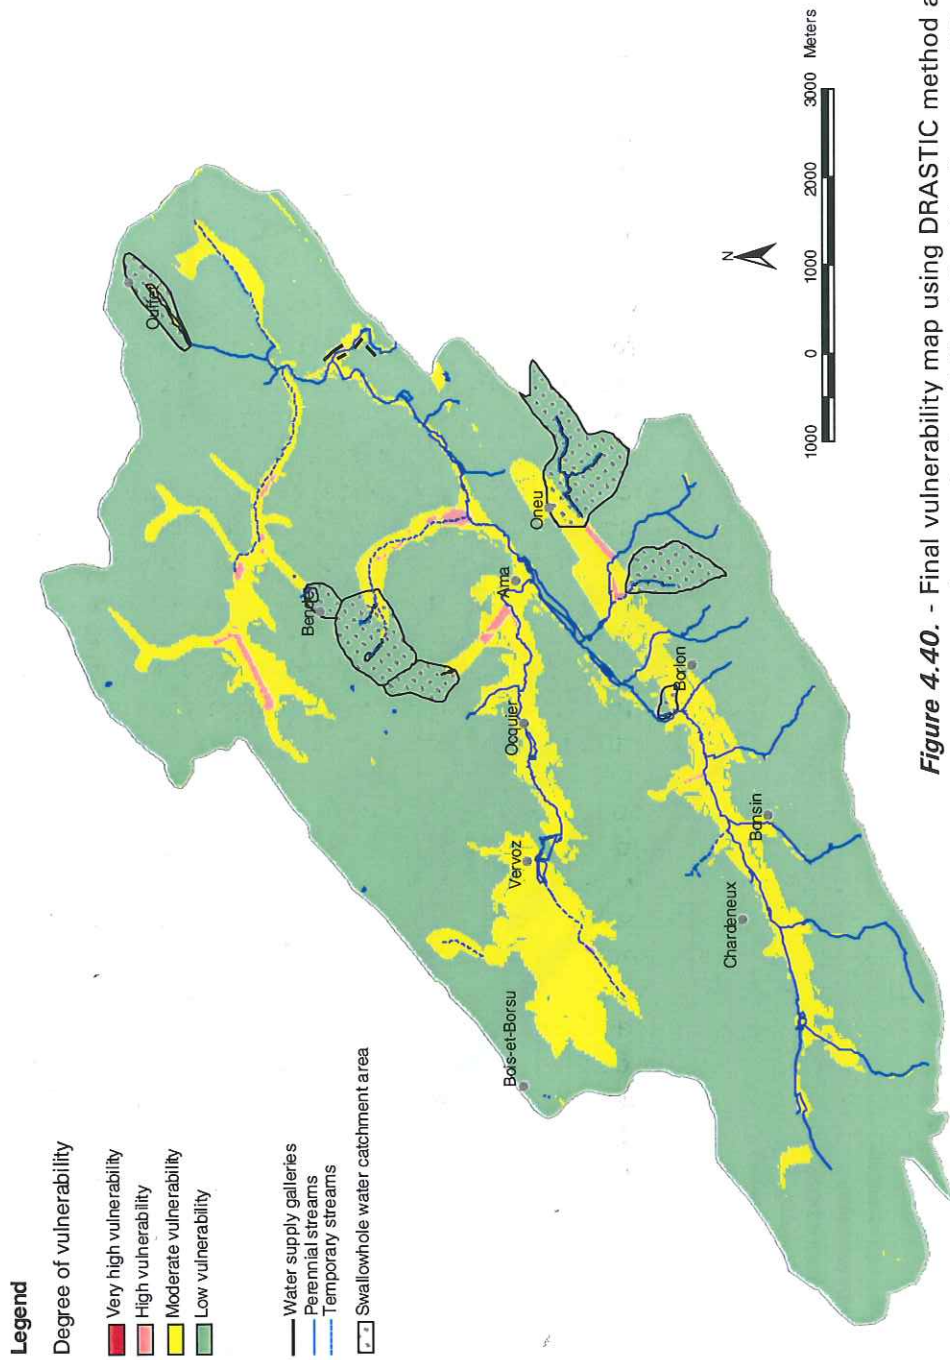 Legend
Degree of vulnerability
Very high vulnerability
High vulnerability
Moderate vulnerability
Low vulnerability
Water supply galleries
Perennial streams
Temporary streams
Swallowhole water catchment area
Ouffet
Oneu
Ama
Ocquier
Borlon
Vervoz
Bonsin
Chardeneux
Bois-et-Borsu
N
1000 0 1000 2000 3000 Meters
Figure 4.40. - Final vulnerability map using DRASTIC method a